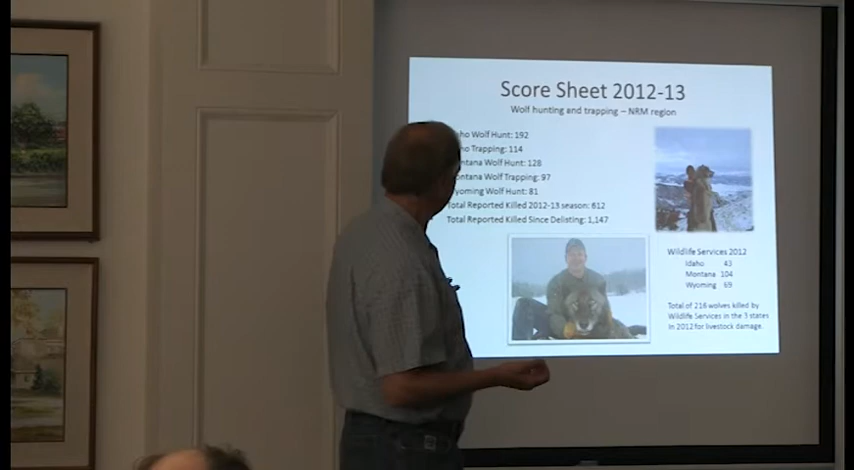 Score Sheet 2012-13
Wolf hunting and trapping – NRM region
Wolf Hunt: 192
Trapping: 114
Wolf Hunt: 128
Wolf Trapping: 97
Wolf Hunt: 81
Total Reported Killed 2012-13 season: 612
Total Reported Killed Since Delisting: 1,147
Wildlife Services 2012
Idaho 43
Montana 104
Wyoming 69
Total of 216 wolves killed by
Wildlife Services in the 3 states
in 2012 for livestock damage.